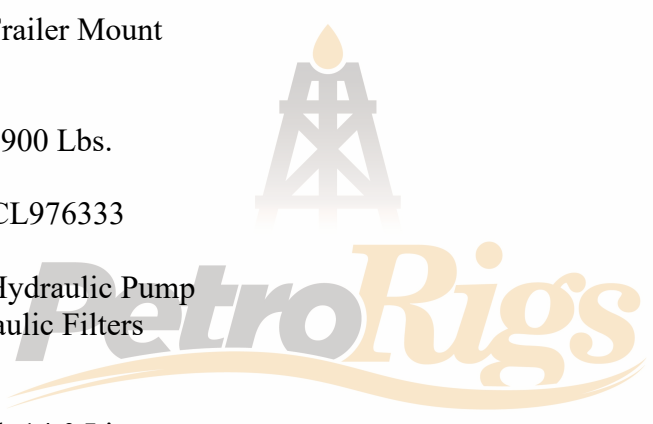 Trailer Mount
900 Lbs.
CL976333
Hydraulic Pump
aulic Filters
PetroRigs